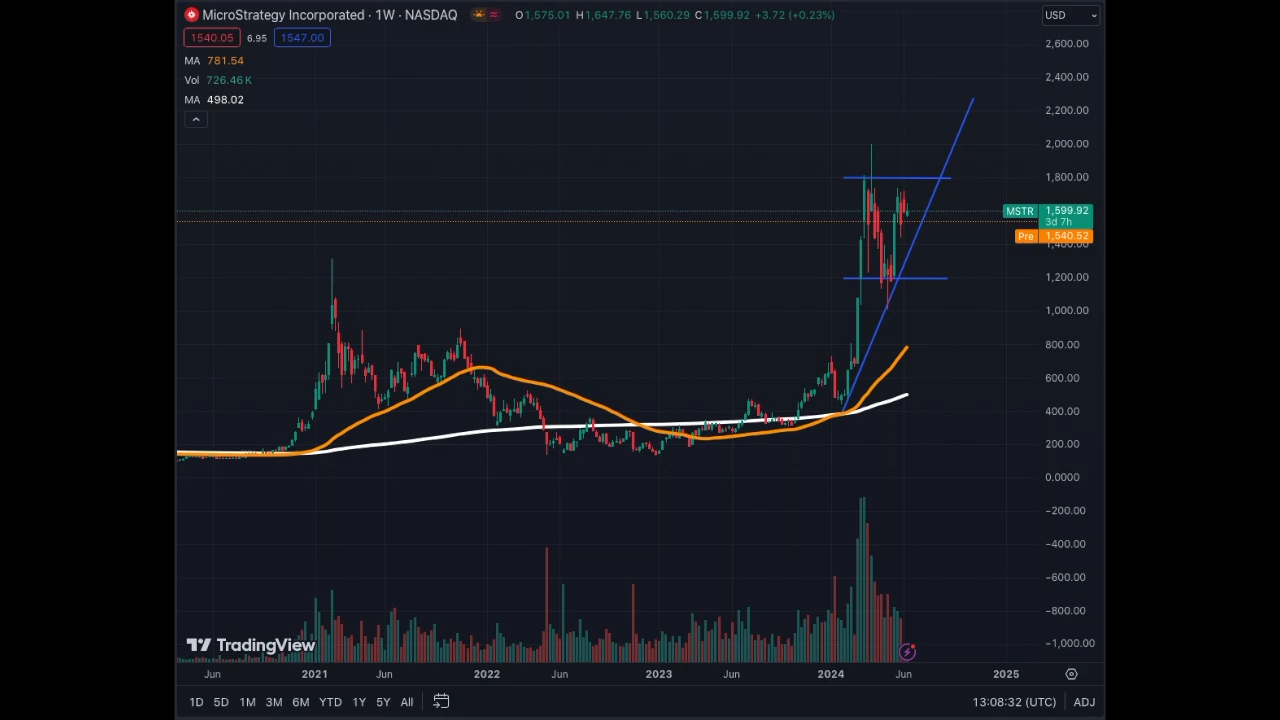 MicroStrategy Incorporated · 1W · NASDAQ O1,575.01 H1,647.76 L1,560.29 C1,599.92 +3.72 (+0.23%)
USD
1540.05 6.95 1547.00
MA 781.54
Vol 726.46 K
MA 498.02
2,600.00
2,400.00
2,200.00
2,000.00
1,800.00
MSTR 1,599.92
3d 7h
Pre 1,540.52
1,400.00
1,200.00
1,000.00
800.00
600.00
400.00
200.00
0.0000
−200.00
−400.00
−600.00
−800.00
−1,000.00
TradingView
Jun 2021 Jun 2022 Jun 2023 Jun 2024 Jun 2025
1D 5D 1M 3M 6M YTD 1Y 5Y All 13:08:32 (UTC) ADJ